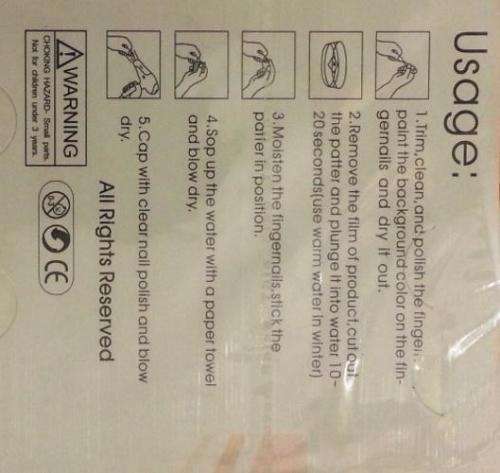 Usage:
1.Trim,clean,and polish the finger-
paint the background color on the fin-
gernails and dry it out.
2.Remove the film of product,cut out
the patter and plunge it into water 10-
20 seconds(use warm water in winter)
3.Moisten the fingernails,stick the
patter in position.
4.Sop up the water with a paper towel
and blow dry.
5.Cap with clear nail polish and blow
dry.
All Rights Reserved
WARNING
CHOKING HAZARD- Small parts
Not for children under 3 years.
0-3
CE